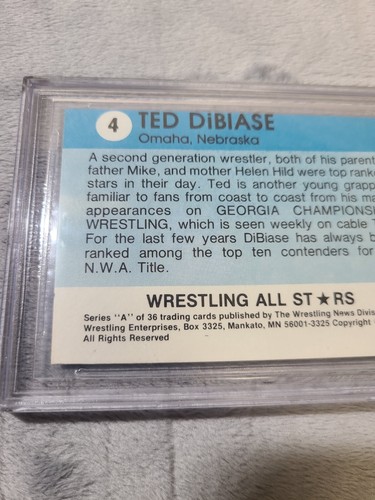 4 TED DiBIASE
Omaha, Nebraska
A second generation wrestler, both of his parent
father Mike, and mother Helen Hild were top ranke
stars in their day. Ted is another young grapp
familiar to fans from coast to coast from his ma
appearances on GEORGIA CHAMPIONSH
WRESTLING, which is seen weekly on cable T
For the last few years DiBiase has always b
ranked among the top ten contenders for
N.W.A. Title.
WRESTLING ALL ST★RS
Series "A" of 36 trading cards published by The Wrestling News Divis
Wrestling Enterprises, Box 3325, Mankato, MN 56001-3325 Copyright
All Rights Reserved